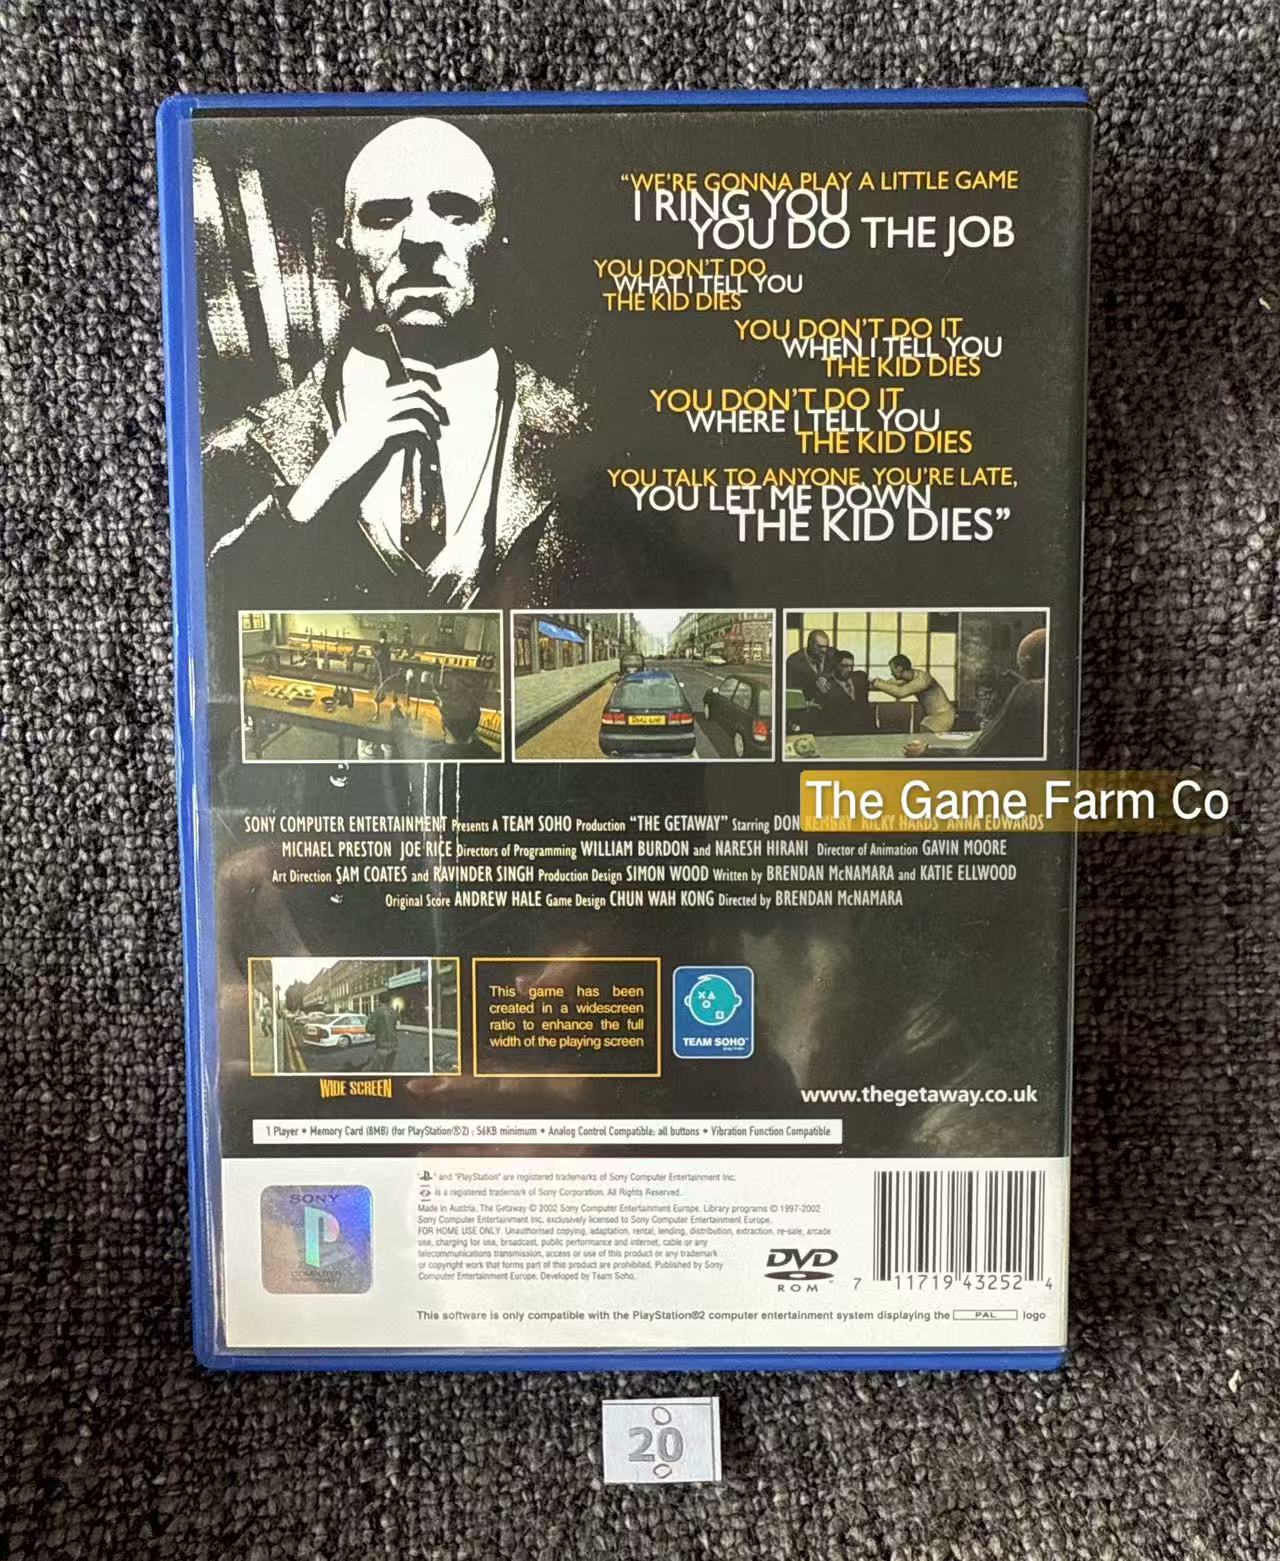 “WE'RE GONNA PLAY A LITTLE GAME
I RING YOU
YOU DO THE JOB
YOU DON'T DO
WHAT I TELL YOU
THE KID DIES
YOU DON'T DO IT
WHEN I TELL YOU
THE KID DIES
YOU DON'T DO IT
WHERE I TELL YOU
THE KID DIES
YOU TALK TO ANYONE, YOU'RE LATE,
YOU LET ME DOWN
THE KID DIES”
The Game Farm Co
SONY COMPUTER ENTERTAINMENT Presents A TEAM SOHO Production “THE GETAWAY” Starring DON KEMBRY RICKY HARDS ANNA EDWARDS
MICHAEL PRESTON JOE RICE Directors of Programming WILLIAM BURDON and NARESH HIRANI Director of Animation GAVIN MOORE
Art Direction SAM COATES and RAVINDER SINGH Production Design SIMON WOOD Written by BRENDAN McNAMARA and KATIE ELLWOOD
Original Score ANDREW HALE Game Design CHUN WAH KONG Directed by BRENDAN McNAMARA
This game has been
created in a widescreen
ratio to enhance the full
width of the playing screen
TEAM SOHO™
WIDE SCREEN
www.thegetaway.co.uk
1 Player • Memory Card (8MB) (for PlayStation®2) : 56KB minimum • Analog Control Compatible: all buttons • Vibration Function Compatible
SONY
COMPUTER
" " and "PlayStation" are registered trademarks of Sony Computer Entertainment Inc.
is a registered trademark of Sony Corporation. All Rights Reserved.
Made in Austria. The Getaway © 2002 Sony Computer Entertainment Europe. Library programs © 1997-2002
Sony Computer Entertainment Inc. exclusively licensed to Sony Computer Entertainment Europe.
FOR HOME USE ONLY. Unauthorised copying, adaptation, rental, lending, distribution, extraction, re-sale, arcade
use, charging for use, broadcast, public performance and internet, cable or any
telecommunications transmission, access or use of this product or any trademark
or copyright work that forms part of this product are prohibited. Published by Sony
Computer Entertainment Europe. Developed by Team Soho.
DVD
ROM
7 11719 43252 4
This software is only compatible with the PlayStation®2 computer entertainment system displaying the PAL logo
20